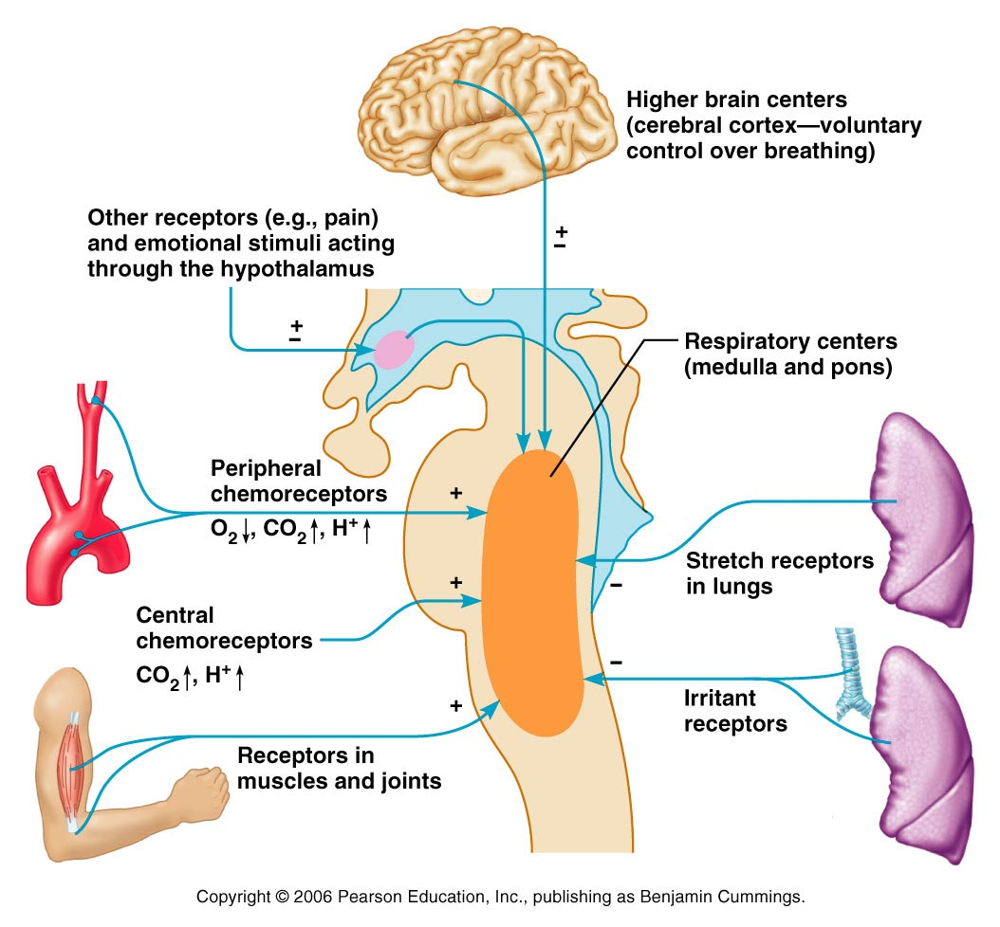 Higher brain centers
(cerebral cortex—voluntary
control over breathing)
Other receptors (e.g., pain)
and emotional stimuli acting
through the hypothalamus
+
−
+
−
Respiratory centers
(medulla and pons)
Peripheral
chemoreceptors
O₂↓, CO₂↑, H⁺↑
+
Stretch receptors
in lungs
−
Central
chemoreceptors
CO₂↑, H⁺↑
+
−
Irritant
receptors
+
Receptors in
muscles and joints
Copyright © 2006 Pearson Education, Inc., publishing as Benjamin Cummings.